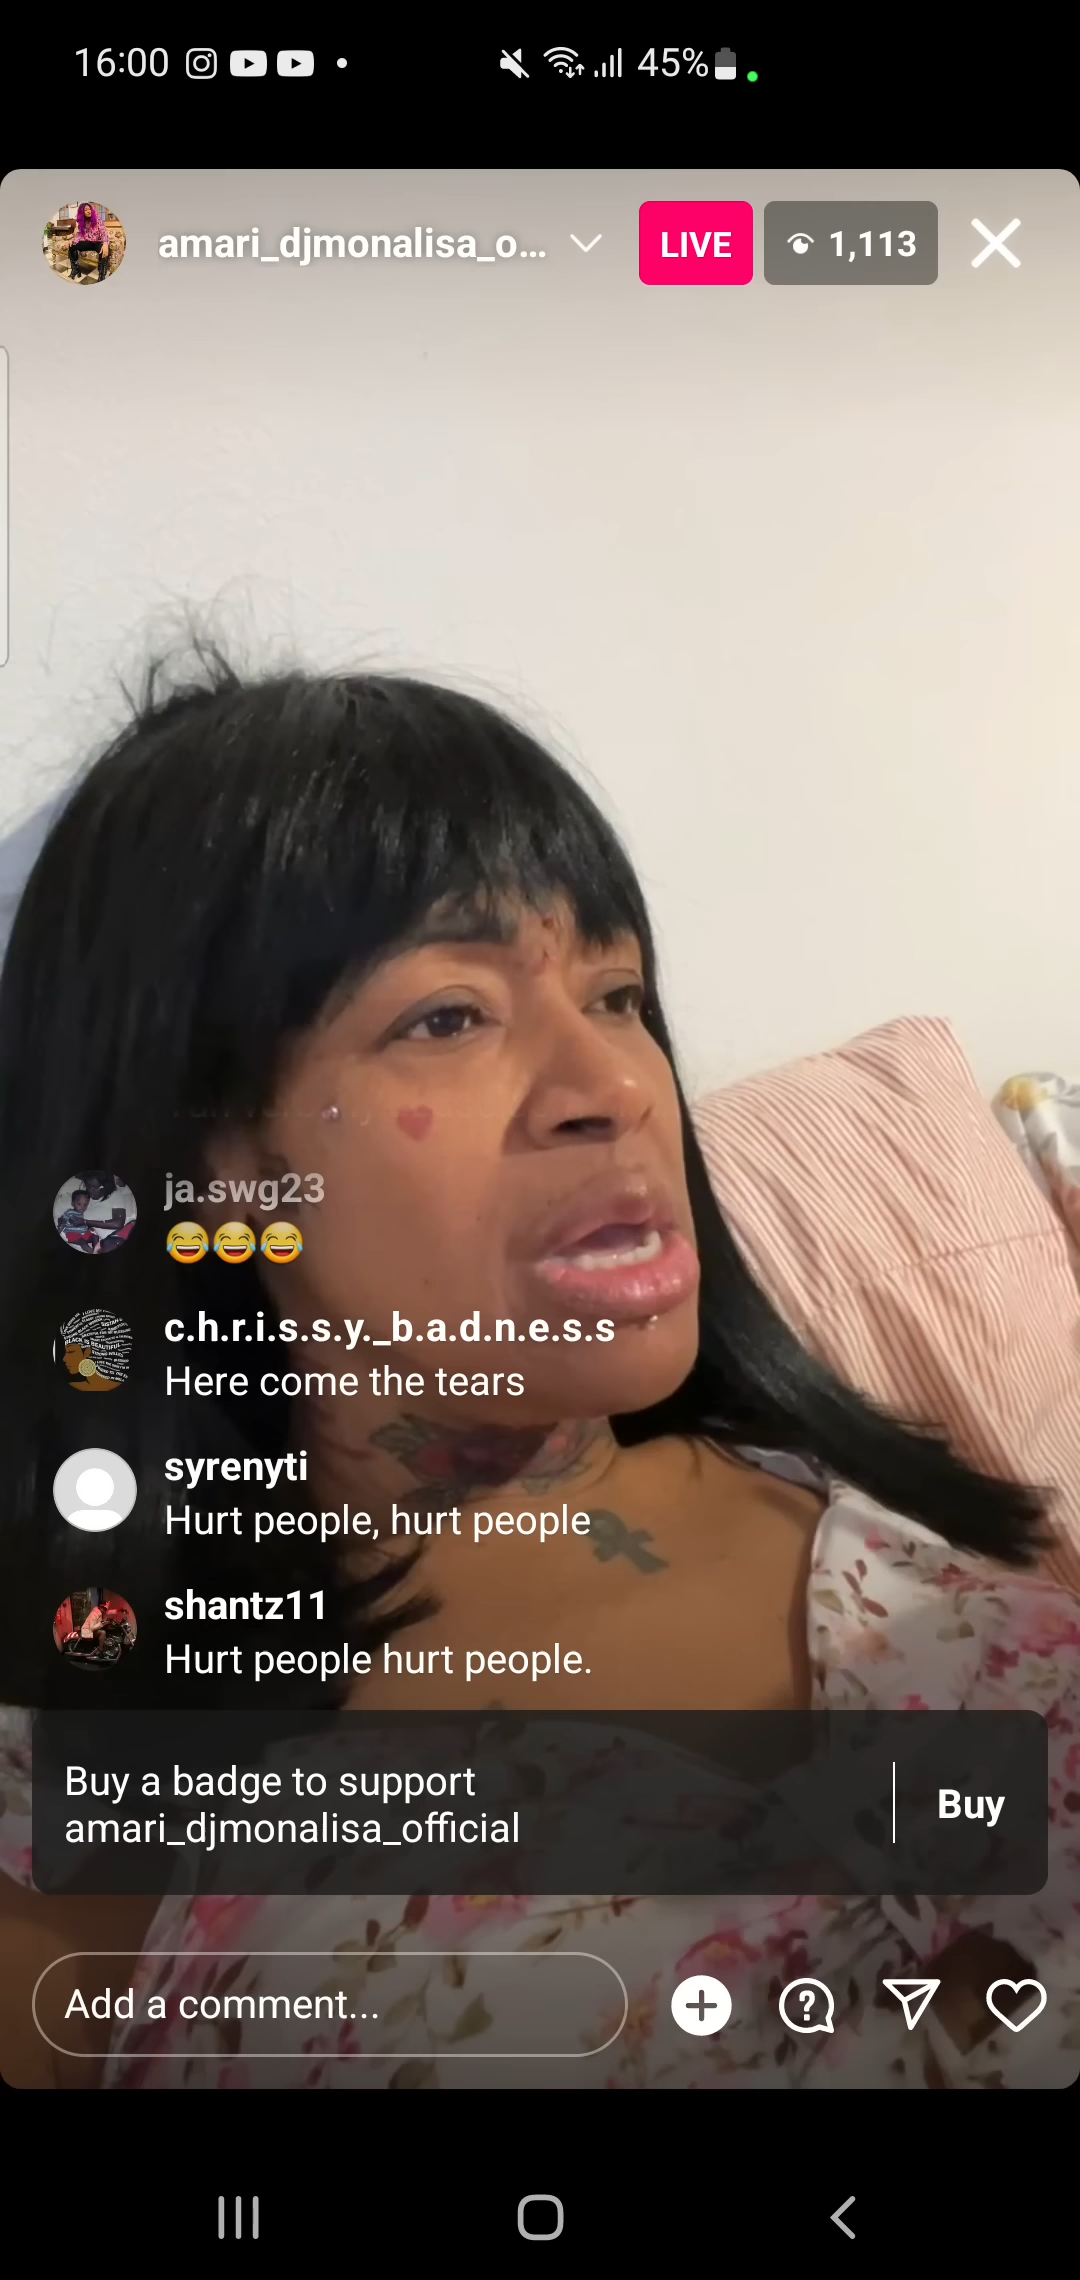 16:00
45%
amari_djmonalisa_o...
LIVE
1,113
ja.swg23
😂😂😂
c.h.r.i.s.s.y._b.a.d.n.e.s.s
Here come the tears
syrenyti
Hurt people, hurt people
shantz11
Hurt people hurt people.
Buy a badge to support
amari_djmonalisa_official
Buy
Add a comment...